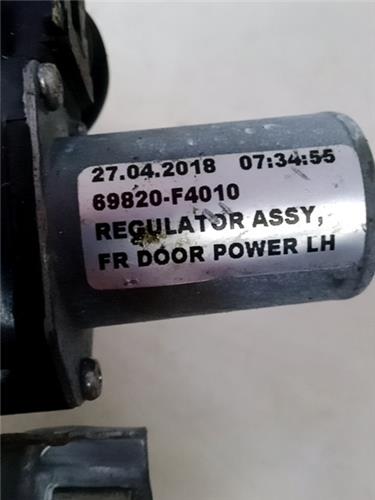 27.04.2018 07:34:55
69820-F4010
REGULATOR ASSY,
FR DOOR POWER LH